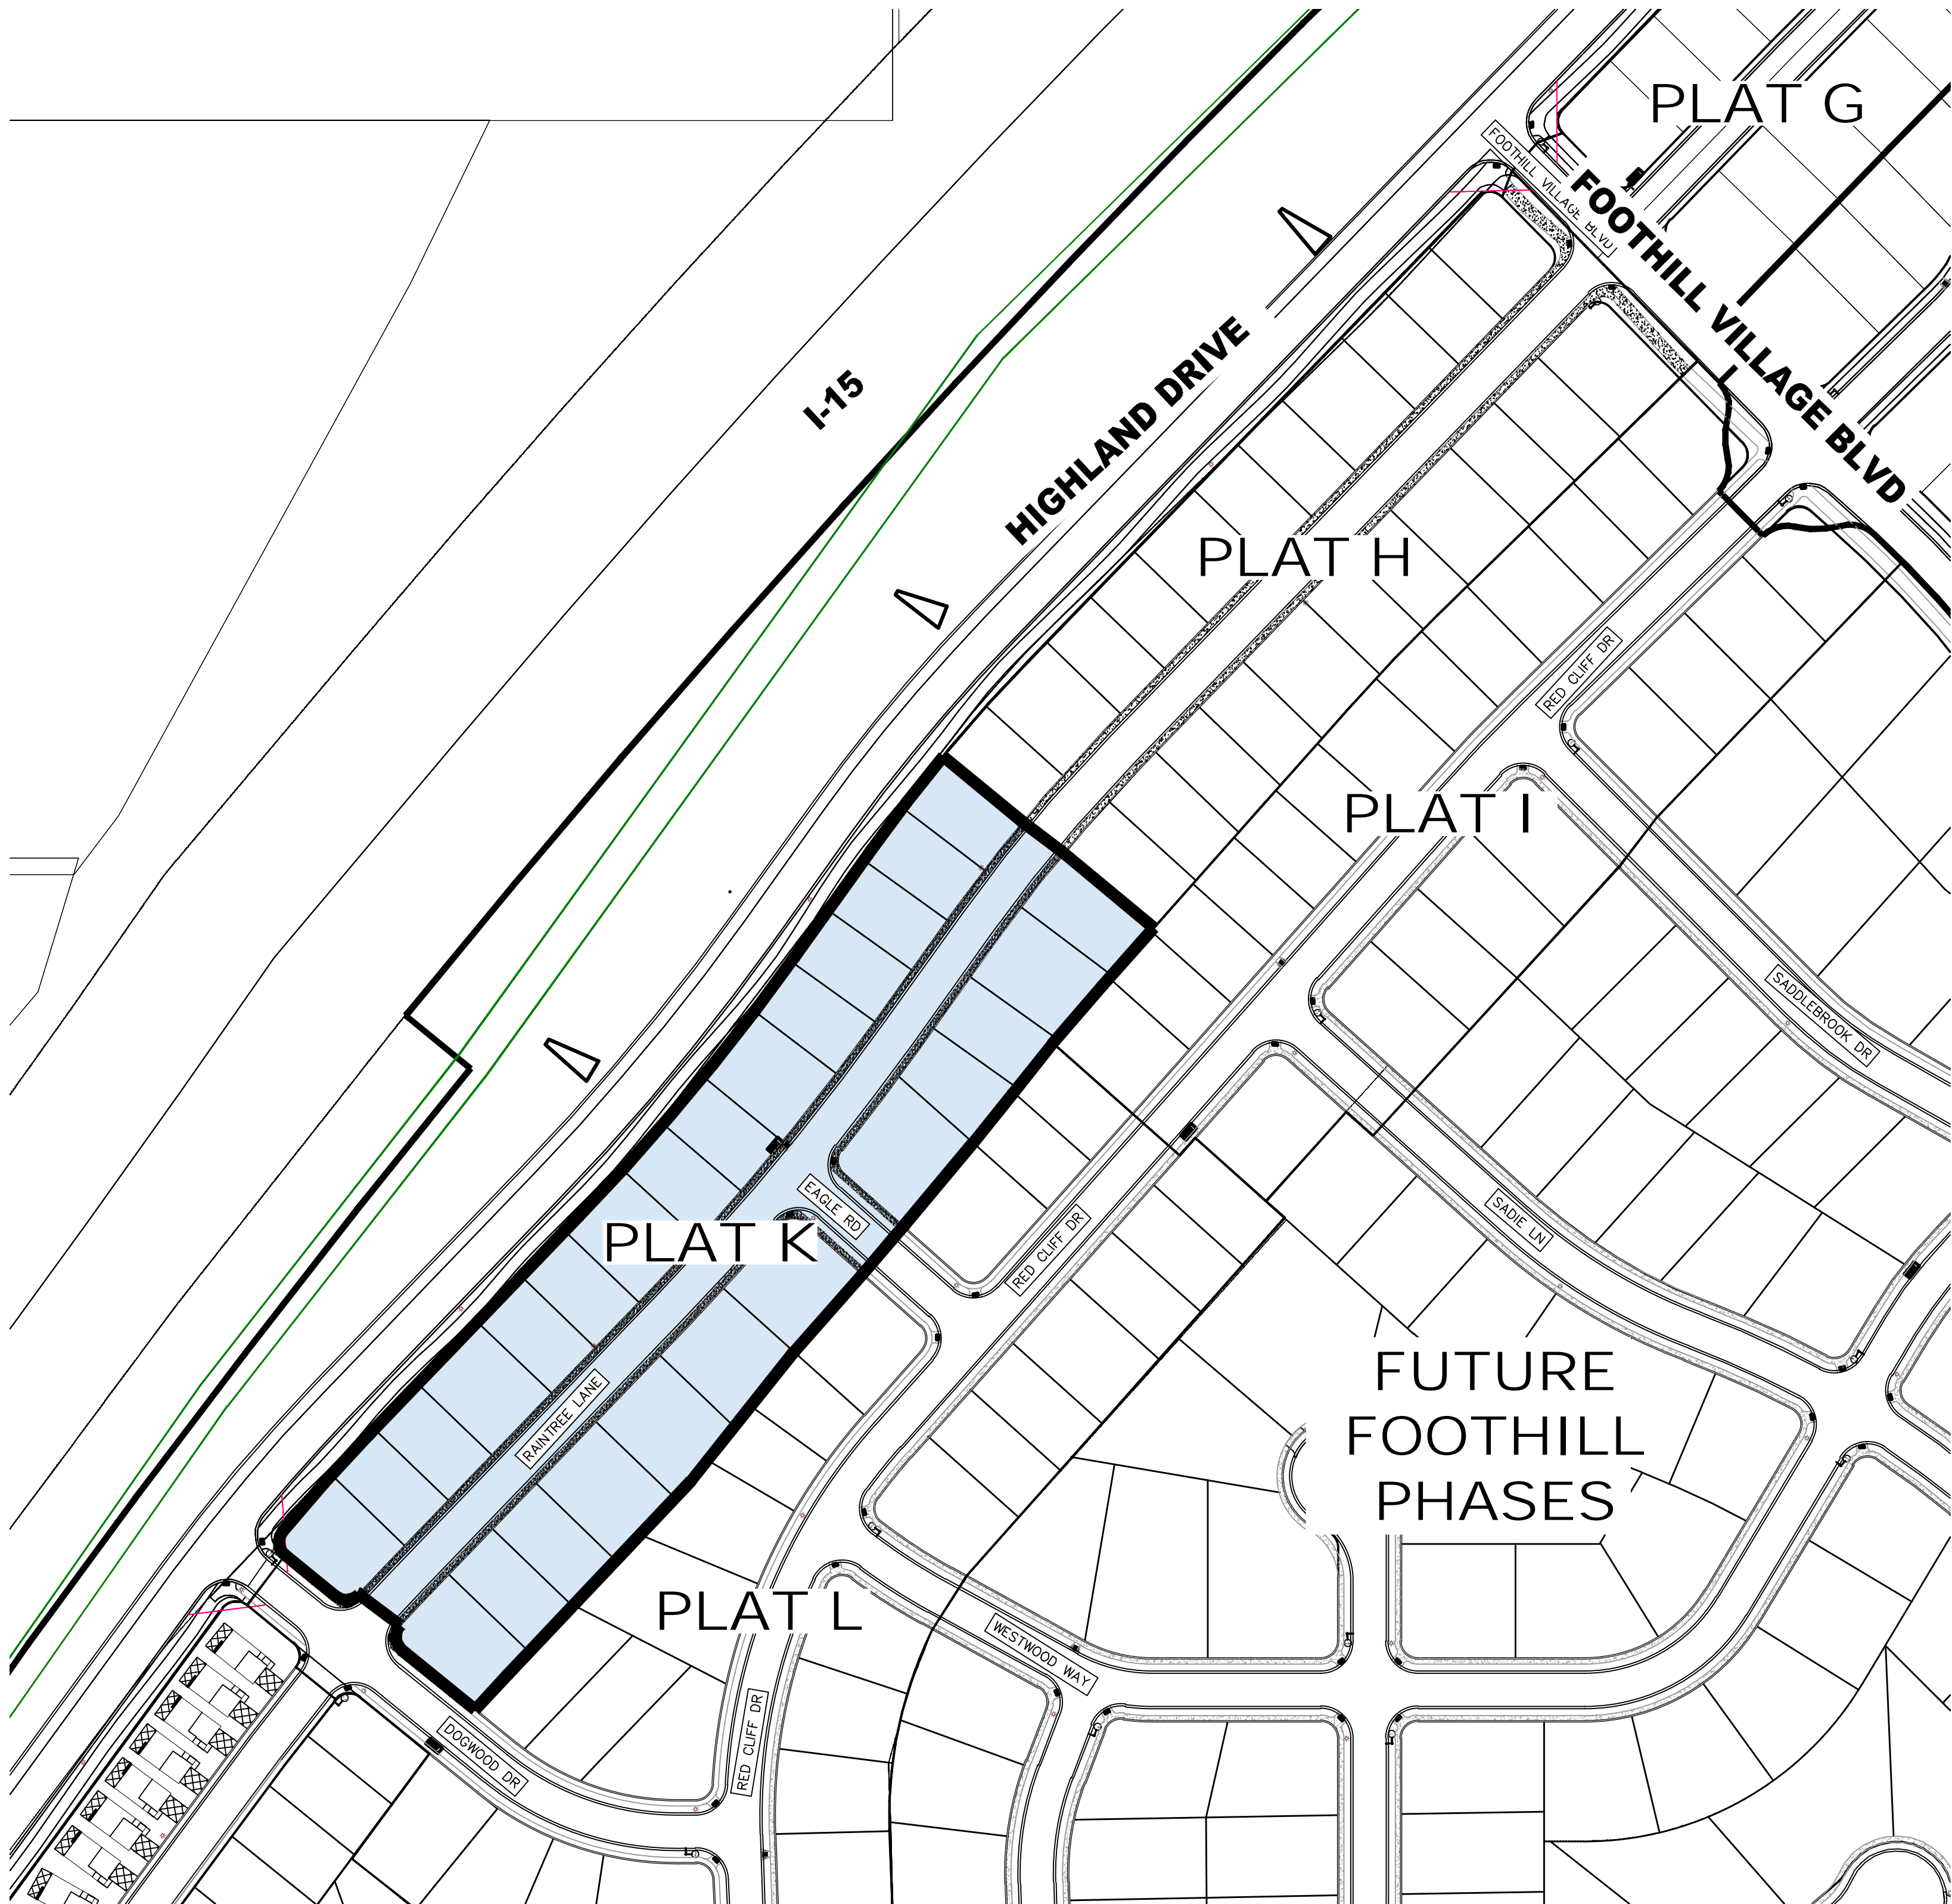 PLAT G
FOOTHILL VILLAGE BLVD
FOOTHILL VILLAGE BLVD
I-15
HIGHLAND DRIVE
PLAT H
RED CLIFF DR
PLAT I
SADDLEBROOK DR
EAGLE RD
PLAT K
RED CLIFF DR
SADIE LN
RAINTREE LANE
FUTURE
FOOTHILL
PHASES
PLAT L
WESTWOOD WAY
RED CLIFF DR
DOGWOOD DR